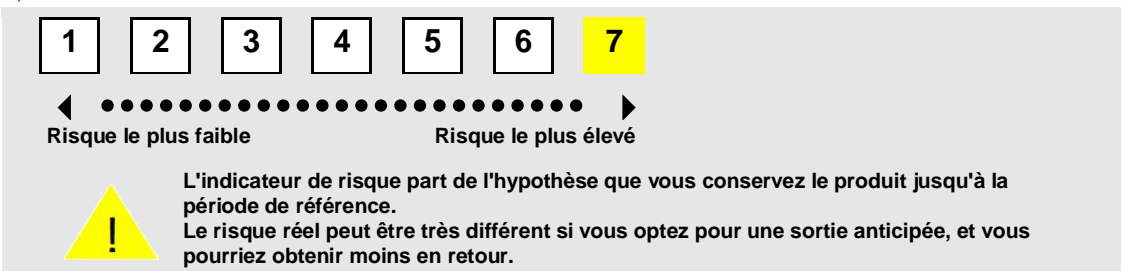 1 2 3 4 5 6 7
Risque le plus faible Risque le plus élevé
L'indicateur de risque part de l'hypothèse que vous conservez le produit jusqu'à la
période de référence.
! Le risque réel peut être très différent si vous optez pour une sortie anticipée, et vous
pourriez obtenir moins en retour.